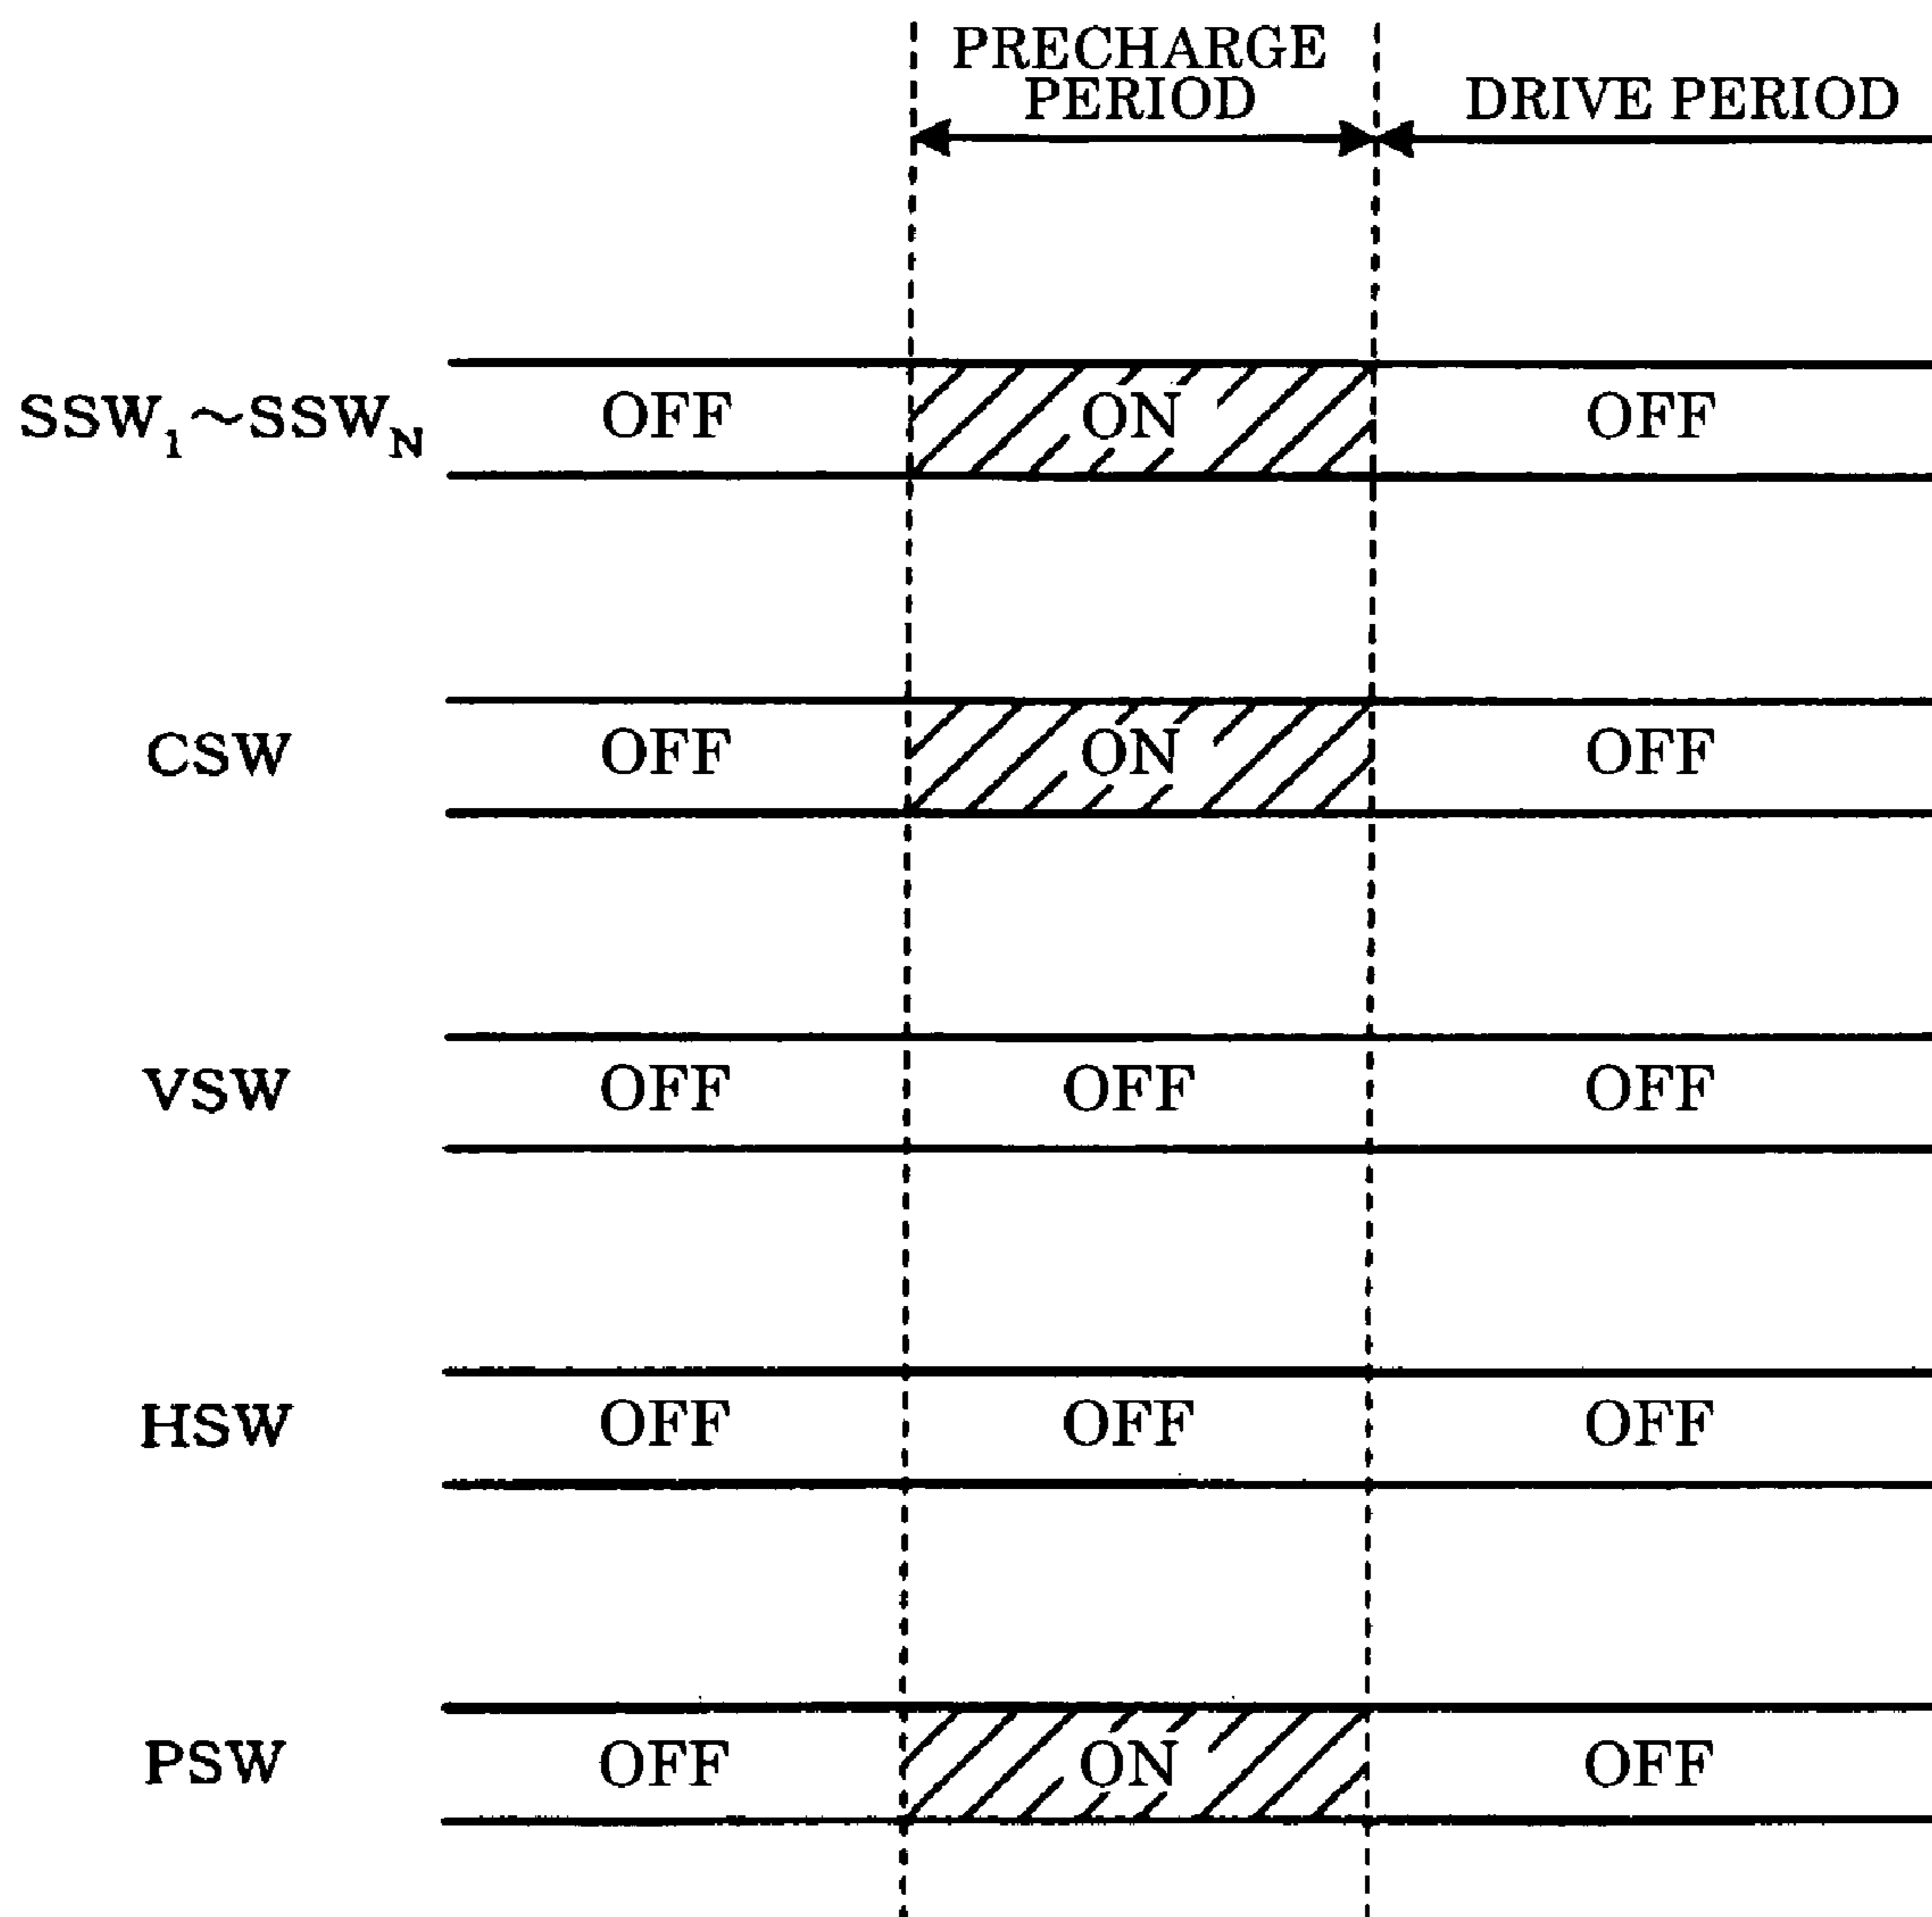 PRECHARGE
PERIOD
DRIVE PERIOD
SSW₁~SSW_N OFF ON OFF
CSW OFF ON OFF
VSW OFF OFF OFF
HSW OFF OFF OFF
PSW OFF ON OFF